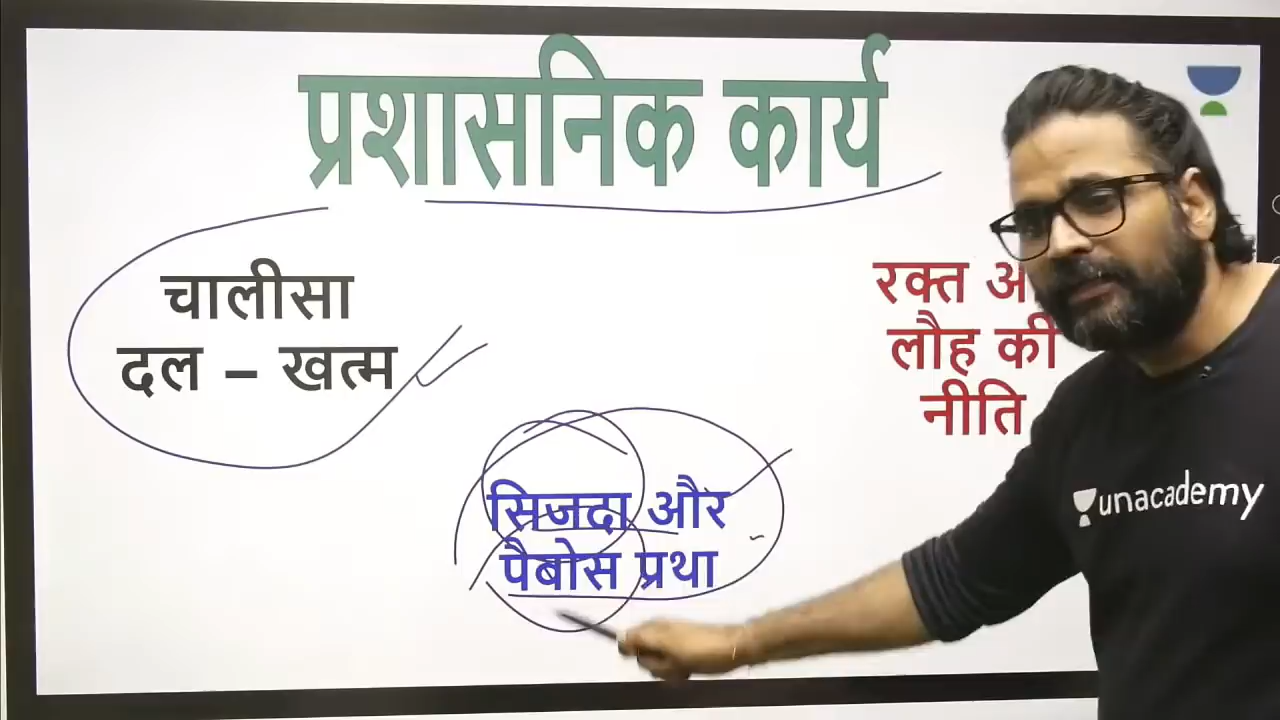 प्रशासनिक कार्य
चालीसा
दल – खत्म
रक्त
लौह की
नीति
सिजदा और
पैबोस प्रथा
unacademy